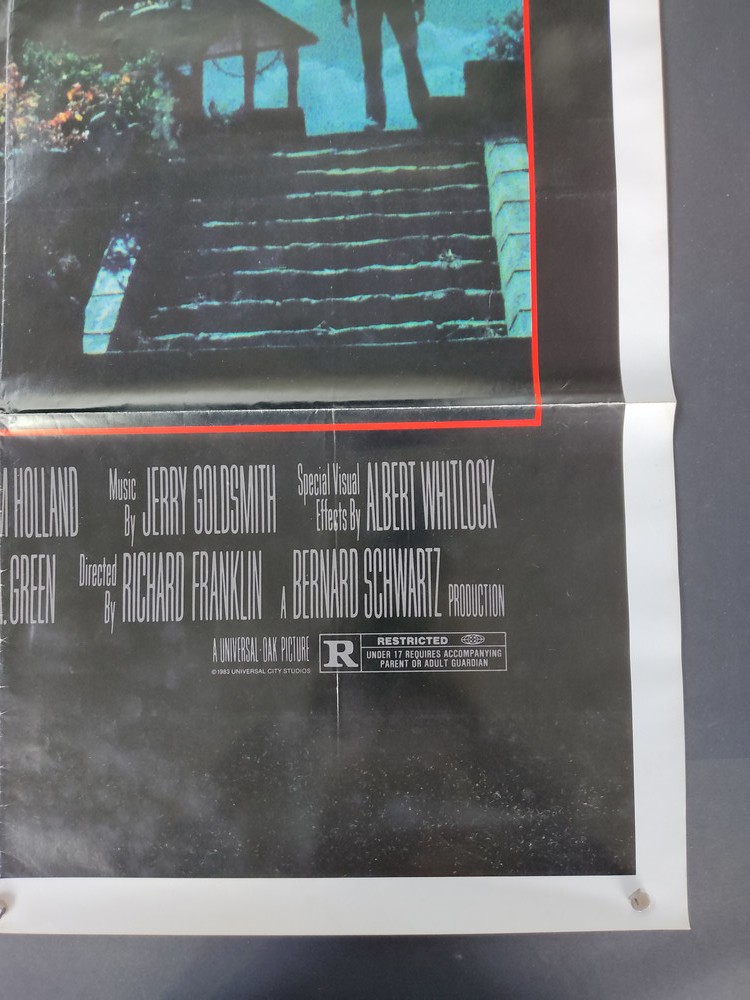 HOLLAND Music By JERRY GOLDSMITH Special Visual Effects By ALBERT WHITLOCK
. GREEN Directed By RICHARD FRANKLIN A BERNARD SCHWARTZ PRODUCTION
A UNIVERSAL-OAK PICTURE
©1983 UNIVERSAL CITY STUDIOS
R RESTRICTED
UNDER 17 REQUIRES ACCOMPANYING
PARENT OR ADULT GUARDIAN